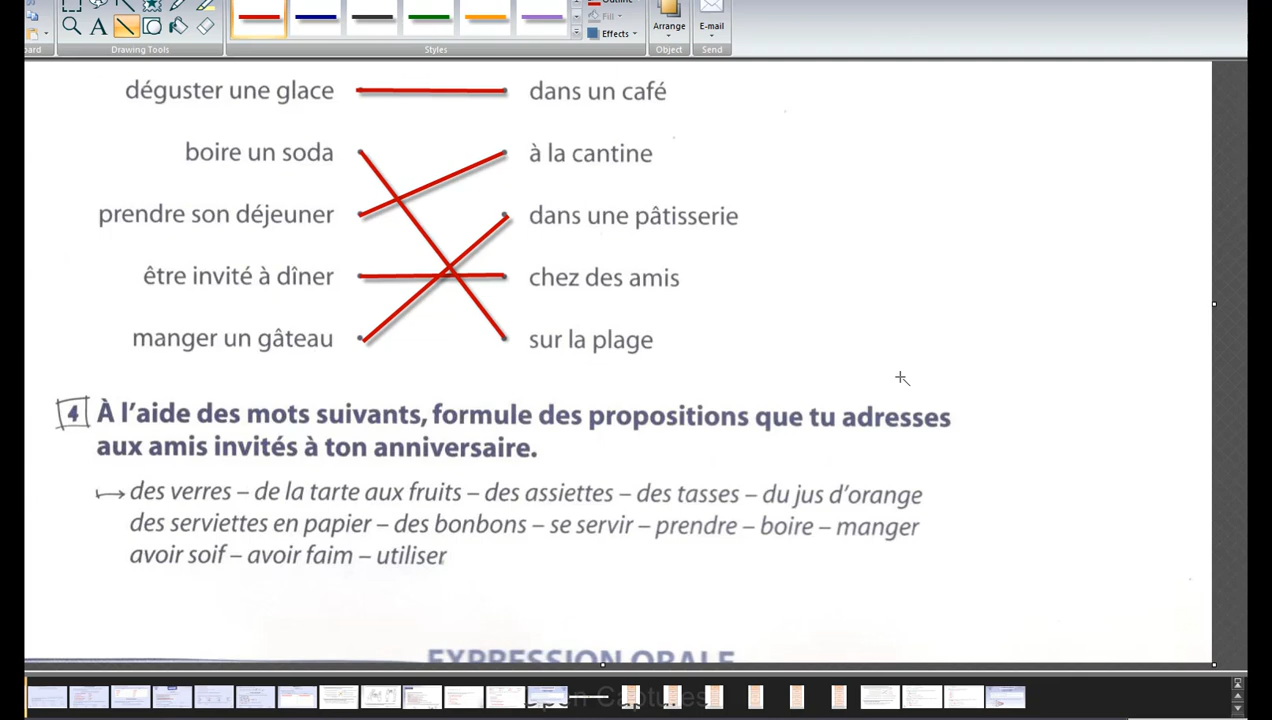 Outline
Fill
Effects
Arrange
E-mail
Drawing Tools
Styles
Object
Send
déguster une glace
dans un café
boire un soda
à la cantine
prendre son déjeuner
dans une pâtisserie
être invité à dîner
chez des amis
manger un gâteau
sur la plage
4 À l'aide des mots suivants, formule des propositions que tu adresses
aux amis invités à ton anniversaire.
des verres – de la tarte aux fruits – des assiettes – des tasses – du jus d'orange
des serviettes en papier – des bonbons – se servir – prendre – boire – manger
avoir soif – avoir faim – utiliser
EXPRESSION ORALE
Open Captures